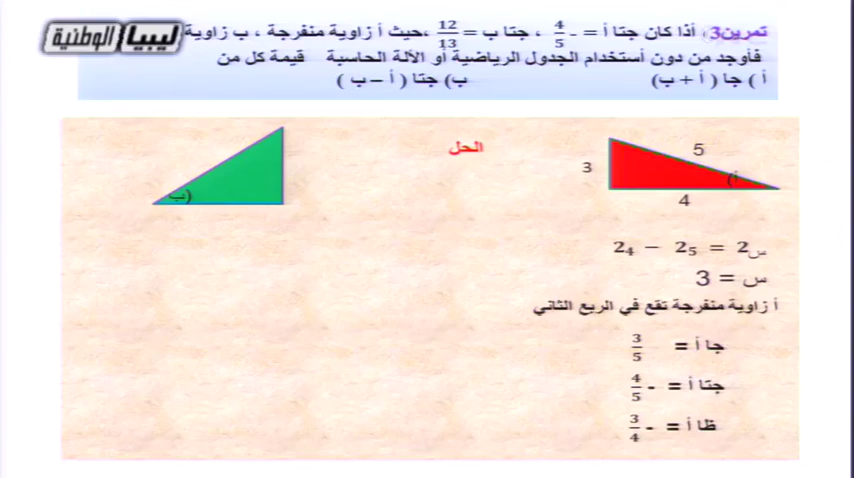 ليبيا الوطنية
تمرين3) أذا كان جتا أ = - 4/5 ، جتا ب = 12/13 ،حيث أ زاوية منفرجة ، ب زاوية
فأوجد من دون أستخدام الجدول الرياضية أو الآلة الحاسبة قيمة كل من
أ ) جا ( أ + ب) ب) جتا ( أ – ب )
الحل
5
3
أ)
4
ب)
س2 = 25 − 24
س = 3
أ زاوية منفرجة تقع في الربع الثاني
جا أ = 3/5
جتا أ = - 4/5
ظا أ = - 3/4